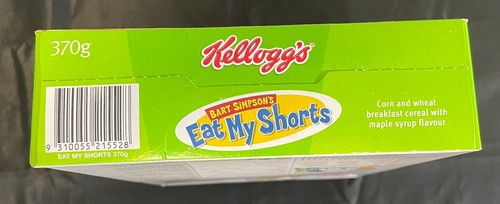 370g
Kellogg's
BART SIMPSON'S
Eat My Shorts
Corn and wheat
breakfast cereal with
maple syrup flavour
9 310055 215528
EAT MY SHORTS 370g